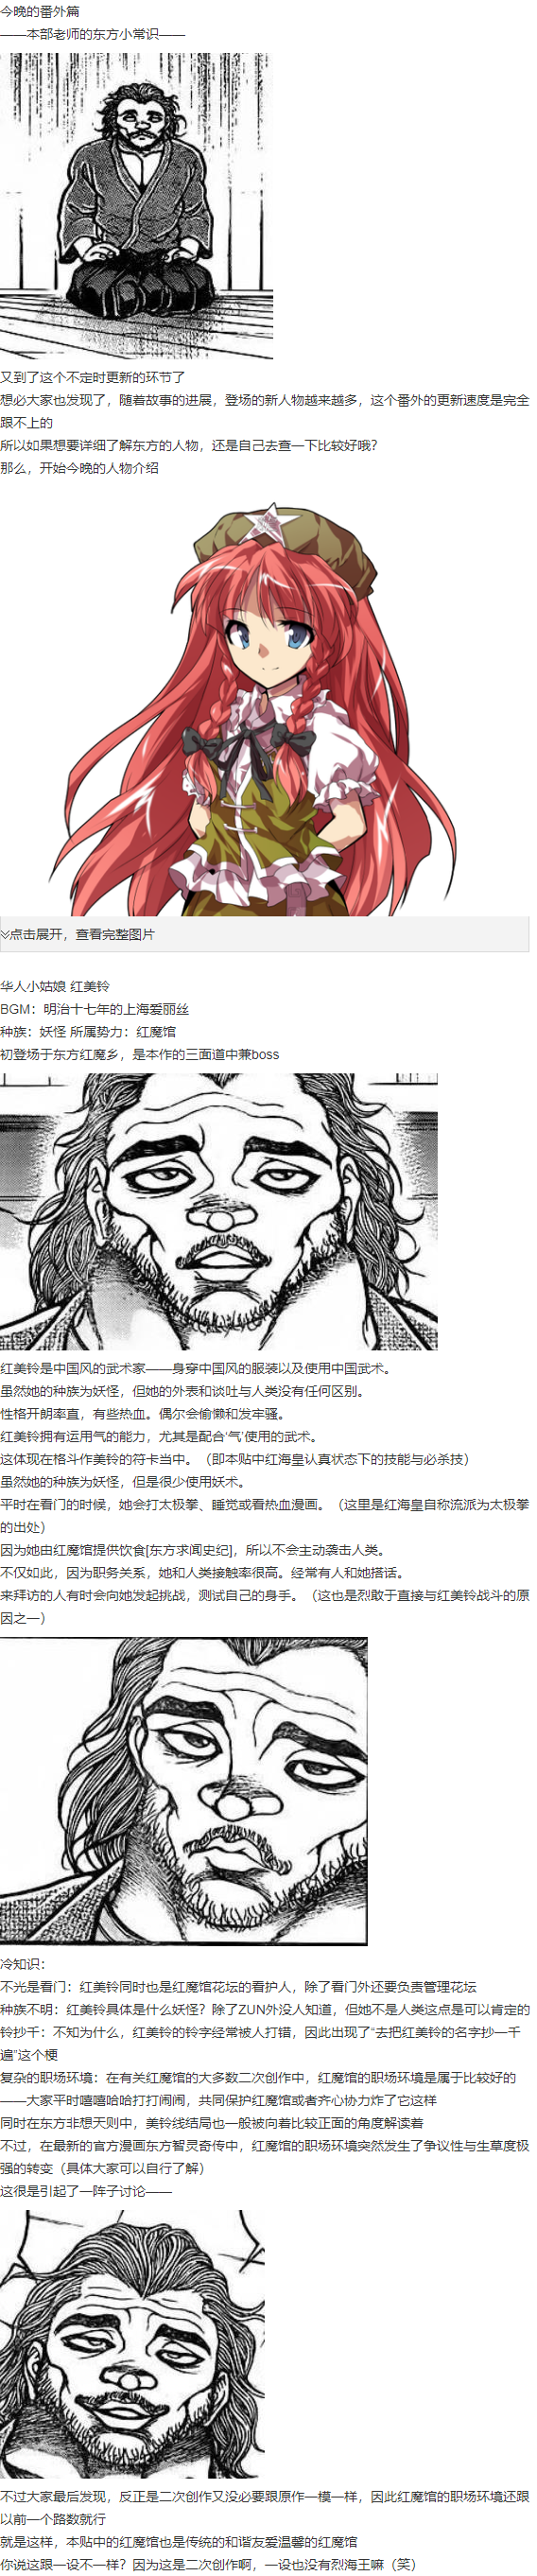 今晚的番外篇
——本部老师的东方小常识——
又到了这个不定时更新的环节了
想必大家也发现了，随着故事的进展，登场的新人物越来越多，这个番外的更新速度是完全
跟不上的
所以如果想要详细了解东方的人物，还是自己去查一下比较好哦？
那么，开始今晚的人物介绍
点击展开，查看完整图片
华人小姑娘 红美铃
BGM：明治十七年的上海爱丽丝
种族：妖怪 所属势力：红魔馆
初登场于东方红魔乡，是本作的三面道中兼boss
红美铃是中国风的武术家——身穿中国风的服装以及使用中国武术。
虽然她的种族为妖怪，但她的外表和谈吐与人类没有任何区别。
性格开朗率直，有些热血。偶尔会偷懒和发牢骚。
红美铃拥有运用气的能力，尤其是配合‘气’使用的武术。
这体现在格斗作美铃的符卡当中。（即本贴中红海皇认真状态下的技能与必杀技）
虽然她的种族为妖怪，但是很少使用妖术。
平时在看门的时候，她会打太极拳、睡觉或看热血漫画。（这里是红海皇自称流派为太极拳
的出处）
因为她由红魔馆提供饮食[东方求闻史纪]，所以不会主动袭击人类。
不仅如此，因为职务关系，她和人类接触率很高。经常有人和她搭话。
来拜访的人有时会向她发起挑战，测试自己的身手。（这也是烈敢于直接与红美铃战斗的原
因之一）
冷知识：
不光是看门：红美铃同时也是红魔馆花坛的看护人，除了看门外还要负责管理花坛
种族不明：红美铃具体是什么妖怪？除了ZUN外没人知道，但她不是人类这点是可以肯定的
铃抄千：不知为什么，红美铃的铃字经常被人打错，因此出现了“去把红美铃的名字抄一千
遍”这个梗
复杂的职场环境：在有关红魔馆的大多数二次创作中，红魔馆的职场环境是属于比较好的
——大家平时嘻嘻哈哈打打闹闹，共同保护红魔馆或者齐心协力炸了它这样
同时在东方非想天则中，美铃线结局也一般被向着比较正面的角度解读着
不过，在最新的官方漫画东方智灵奇传中，红魔馆的职场环境突然发生了争议性与生草度极
强的转变（具体大家可以自行了解）
这很是引起了一阵子讨论——
不过大家最后发现，反正是二次创作又没必要跟原作一模一样，因此红魔馆的职场环境还跟
以前一个路数就行
就是这样，本贴中的红魔馆也是传统的和谐友爱温馨的红魔馆
你说这跟一设不一样？因为这是二次创作啊，一设也没有烈海王嘛（笑）